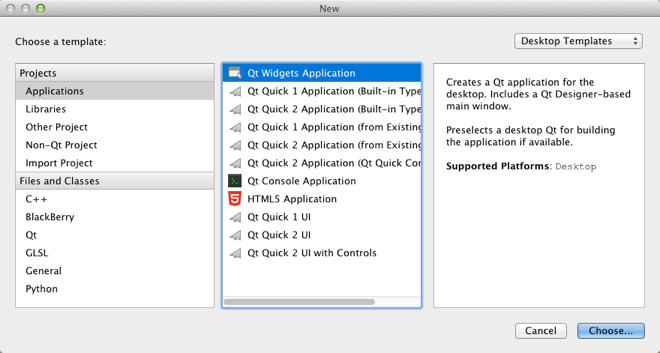 New
Choose a template:
Desktop Templates
Projects
Applications
Libraries
Other Project
Non-Qt Project
Import Project
Files and Classes
C++
BlackBerry
Qt
GLSL
General
Python
Qt Widgets Application
Qt Quick 1 Application (Built-in Type
Qt Quick 2 Application (Built-in Type
Qt Quick 1 Application (from Existing
Qt Quick 2 Application (from Existing
Qt Quick 2 Application (Qt Quick Con
Qt Console Application
HTML5 Application
Qt Quick 1 UI
Qt Quick 2 UI
Qt Quick 2 UI with Controls
Creates a Qt application for the
desktop. Includes a Qt Designer-based
main window.
Preselects a desktop Qt for building
the application if available.
Supported Platforms: Desktop
Cancel
Choose...